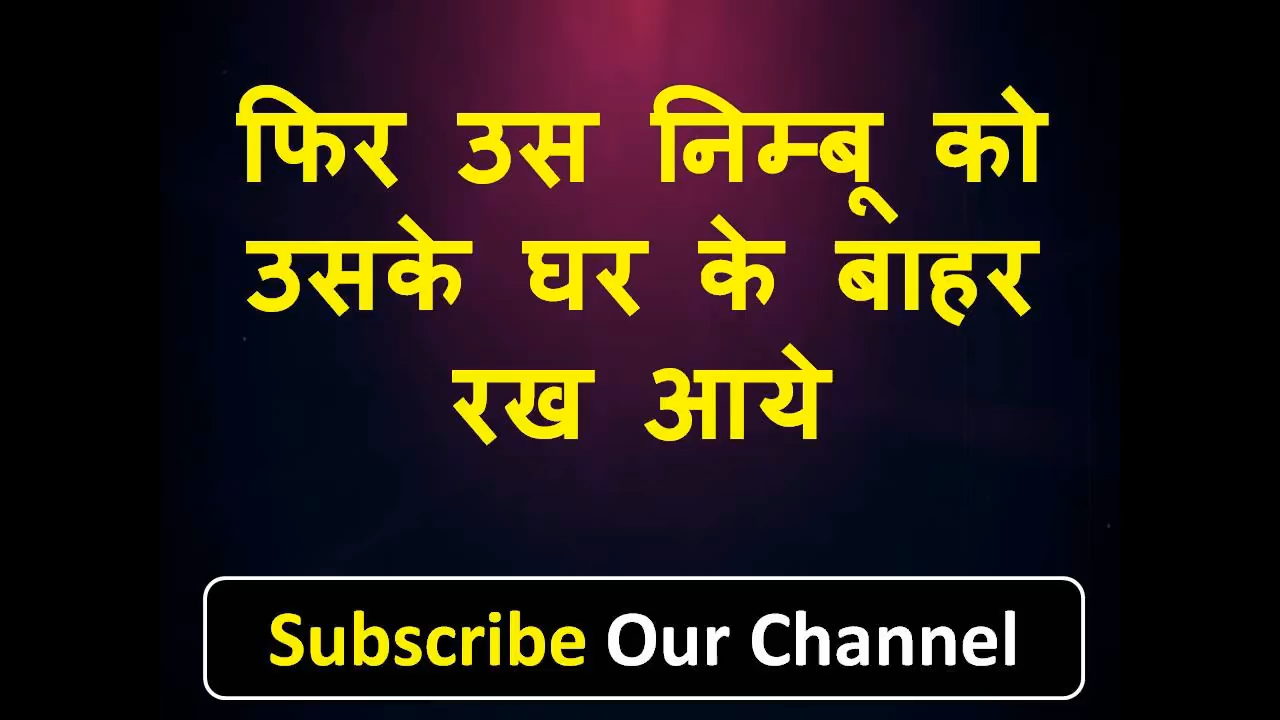 फिर उस निम्बू को
उसके घर के बाहर
रख आये
Subscribe Our Channel